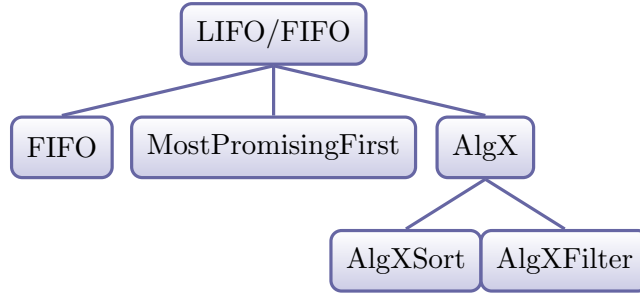 LIFO/FIFO
FIFO
MostPromisingFirst
AlgX
AlgXSort
AlgXFilter